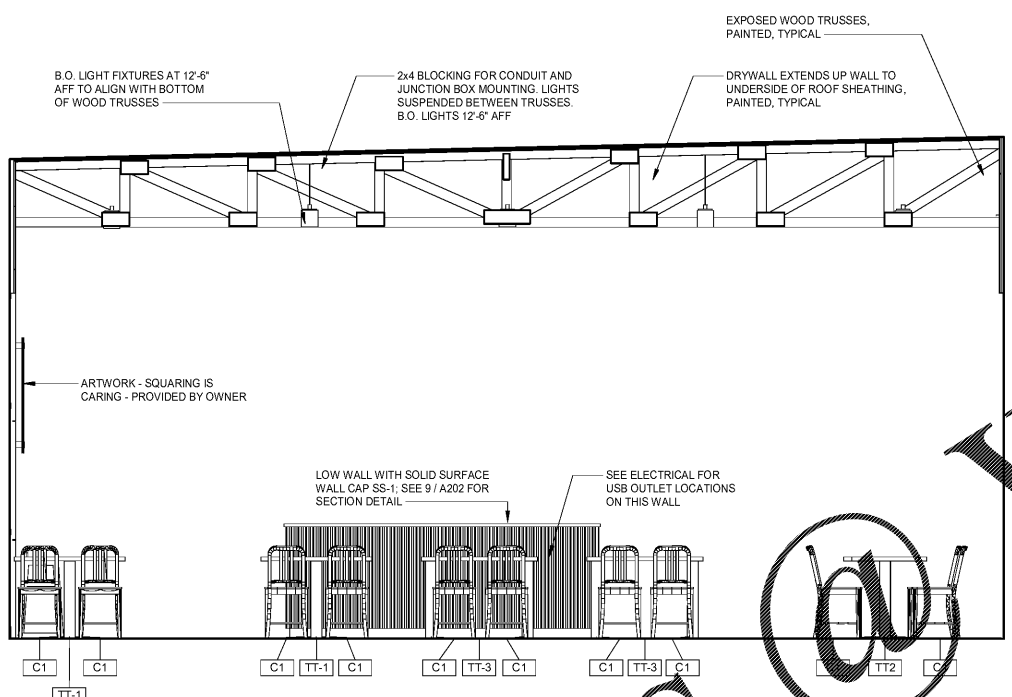 EXPOSED WOOD TRUSSES,
PAINTED, TYPICAL
B.O. LIGHT FIXTURES AT 12'-6"
AFF TO ALIGN WITH BOTTOM
OF WOOD TRUSSES
2x4 BLOCKING FOR CONDUIT AND
JUNCTION BOX MOUNTING. LIGHTS
SUSPENDED BETWEEN TRUSSES.
B.O. LIGHTS 12'-6" AFF
DRYWALL EXTENDS UP WALL TO
UNDERSIDE OF ROOF SHEATHING,
PAINTED, TYPICAL
ARTWORK - SQUARING IS
CARING - PROVIDED BY OWNER
LOW WALL WITH SOLID SURFACE
WALL CAP SS-1; SEE 9 / A202 FOR
SECTION DETAIL
SEE ELECTRICAL FOR
USB OUTLET LOCATIONS
ON THIS WALL
C1 C1 C1 TT-1 C1 C1 TT-3 C1 C1 TT-3 C1 TT2
TT-1
@